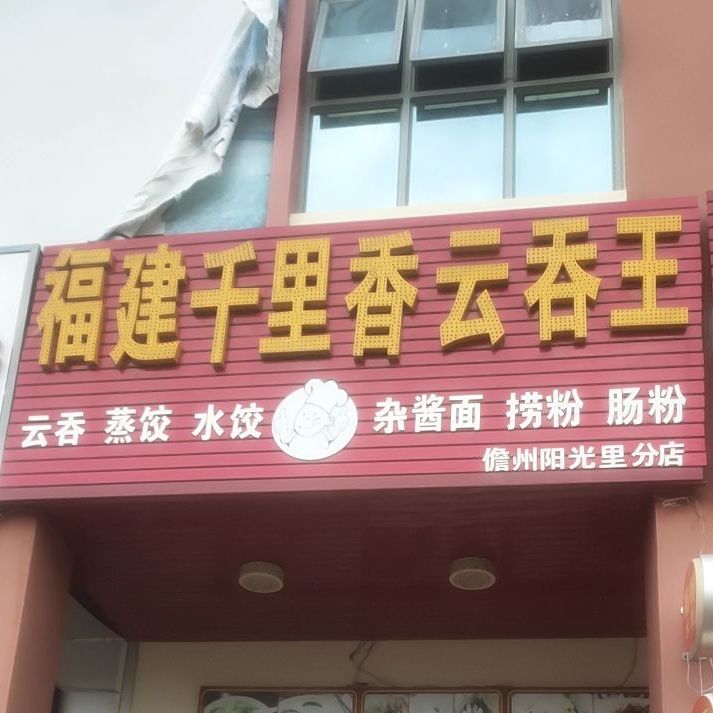 福建千里香云吞王
云吞 蒸饺 水饺 杂酱面 捞粉 肠粉
儋州阳光里分店